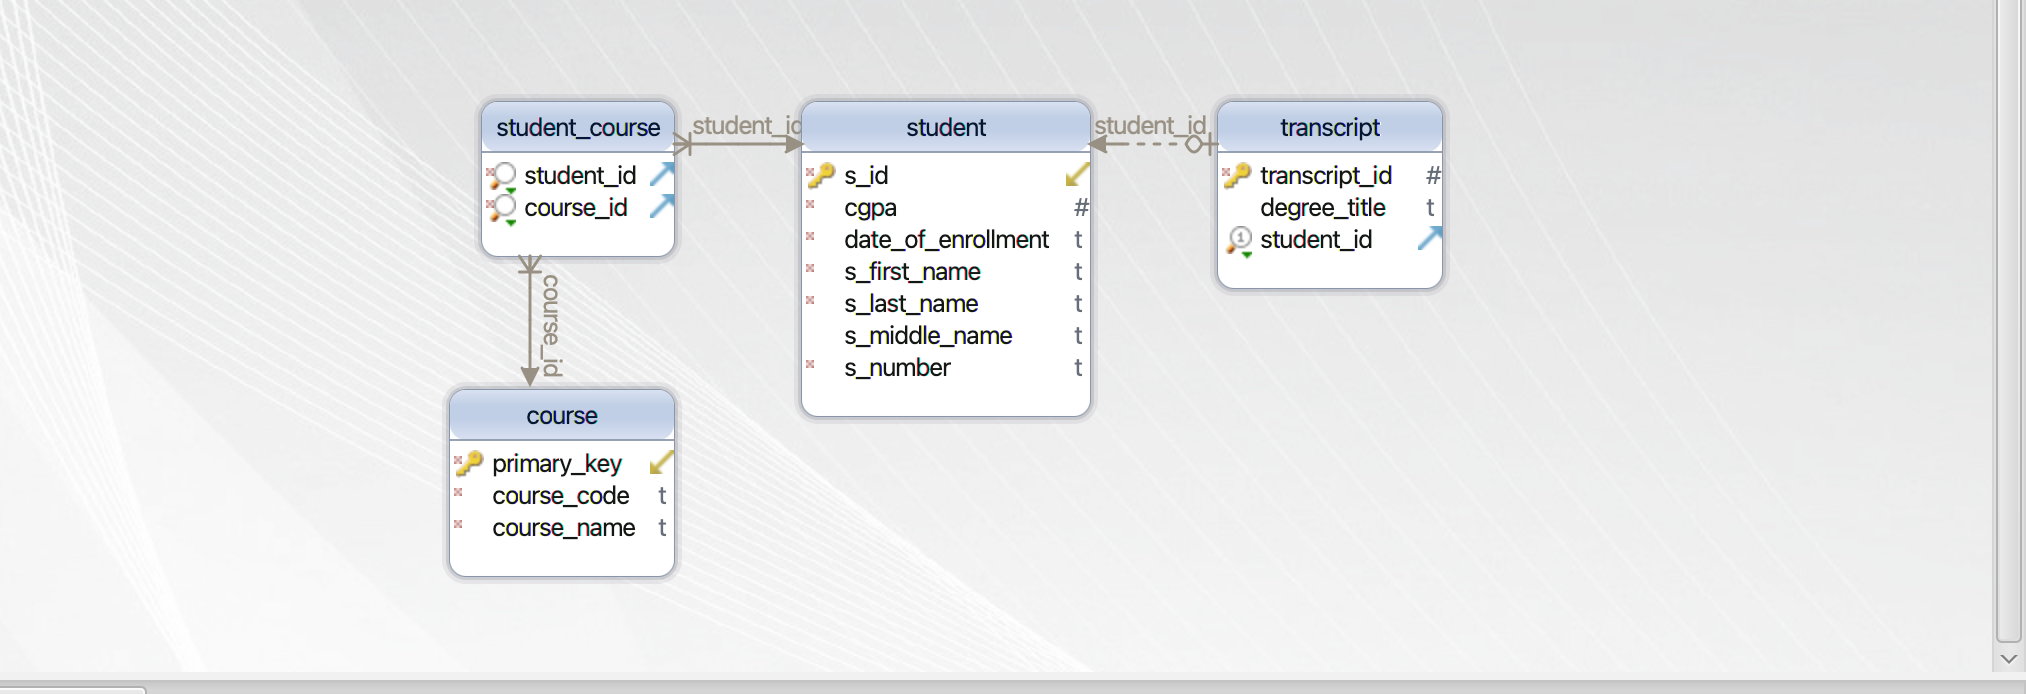 student_course
student_id
course_id
student_id
student
s_id
cgpa #
date_of_enrollment t
s_first_name t
s_last_name t
s_middle_name t
s_number t
student_id
transcript
transcript_id #
degree_title t
1 student_id
course_id
course
primary_key
course_code t
course_name t